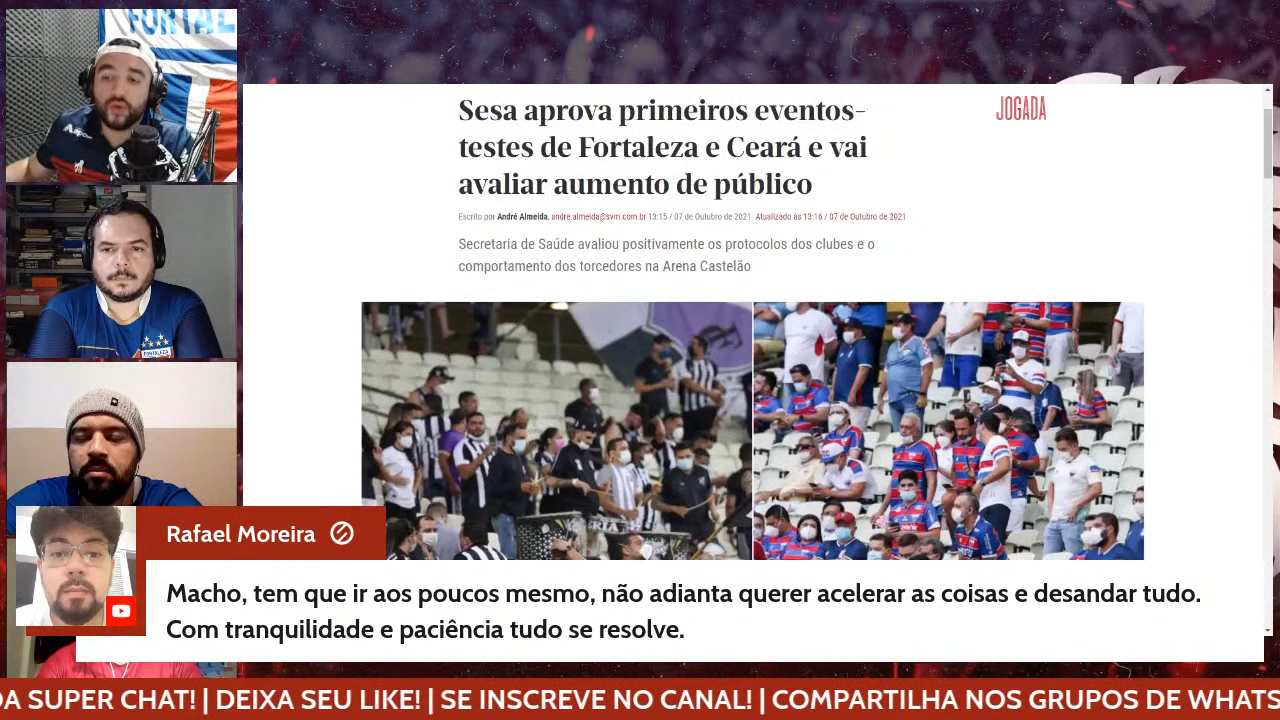 Sesa aprova primeiros eventos-
testes de Fortaleza e Ceará e vai
avaliar aumento de público
JOGADA
Escrito por André Almeida, andre.almeida@svm.com.br 13:15 / 07 de Outubro de 2021. Atualizado às 13:16 / 07 de Outubro de 2021
Secretaria de Saúde avaliou positivamente os protocolos dos clubes e o
comportamento dos torcedores na Arena Castelão
FORTALEZA
Rafael Moreira
Macho, tem que ir aos poucos mesmo, não adianta querer acelerar as coisas e desandar tudo.
Com tranquilidade e paciência tudo se resolve.
DA SUPER CHAT! | DEIXA SEU LIKE! | SE INSCREVE NO CANAL! | COMPARTILHA NOS GRUPOS DE WHATS